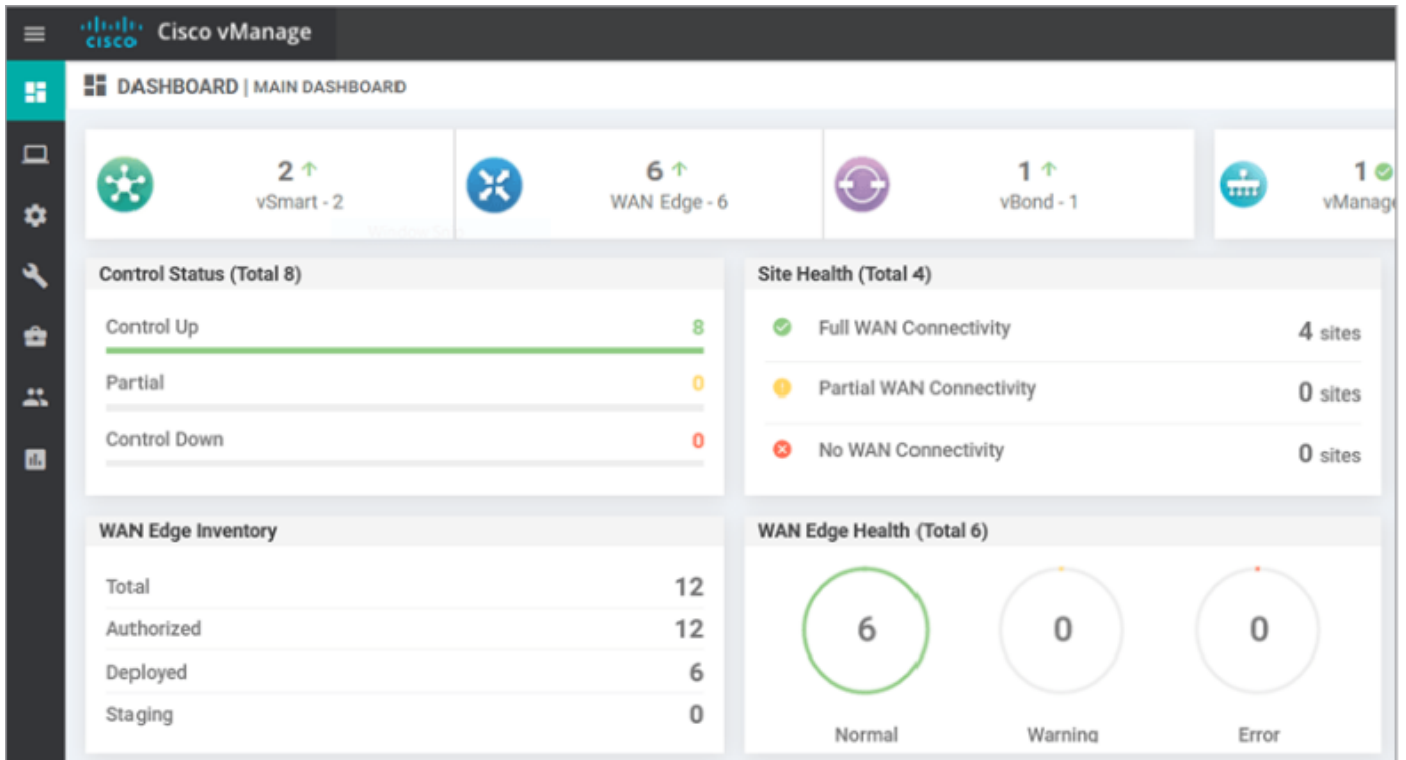 cisco Cisco vManage
DASHBOARD | MAIN DASHBOARD
2
vSmart - 2
6
WAN Edge - 6
1
vBond - 1
1
vManage
Control Status (Total 8)
Control Up 8
Partial 0
Control Down 0
Site Health (Total 4)
Full WAN Connectivity 4 sites
Partial WAN Connectivity 0 sites
No WAN Connectivity 0 sites
WAN Edge Inventory
Total 12
Authorized 12
Deployed 6
Staging 0
WAN Edge Health (Total 6)
6 0 0
Normal Warning Error